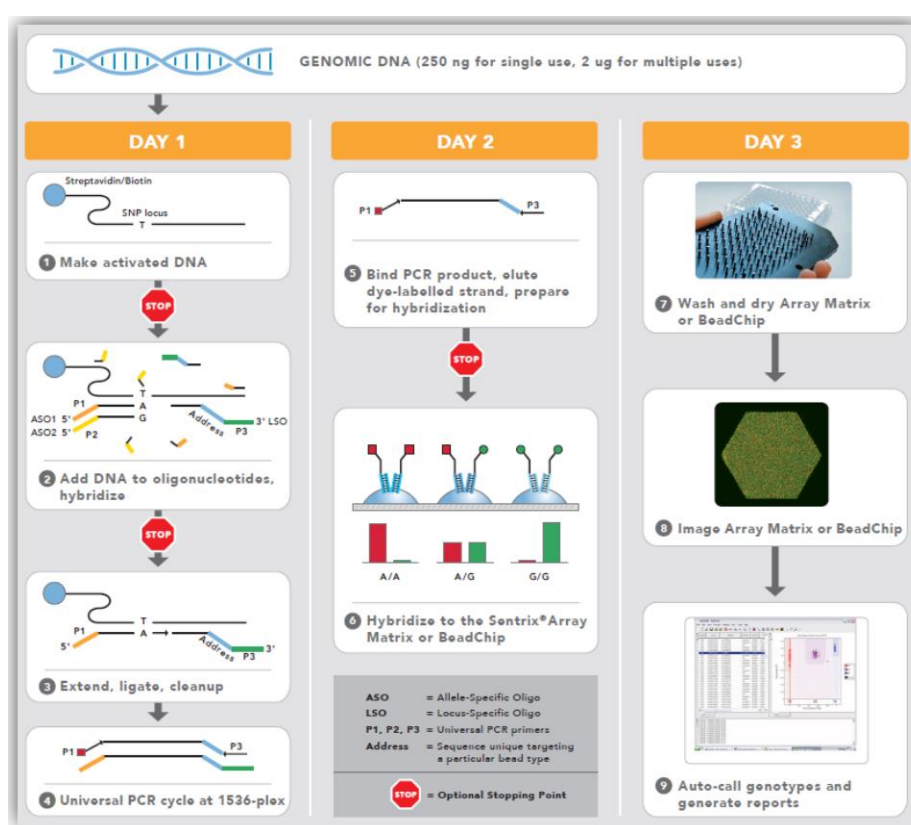 GENOMIC DNA (250 ng for single use, 2 ug for multiple uses)
DAY 1
Streptavidin/Biotin
SNP locus
T
1 Make activated DNA
STOP
T
P1
A
ASO1 5'
G
Address
3' LSO
ASO2 5'
P2
P3
2 Add DNA to oligonucleotides,
hybridize
STOP
T
P1
A
5'
Address
P3
3'
3 Extend, ligate, cleanup
P1
P3
4 Universal PCR cycle at 1536-plex
DAY 2
P1
P3
5 Bind PCR product, elute
dye-labelled strand, prepare
for hybridization
STOP
A/A
A/G
G/G
6 Hybridize to the Sentrix® Array
Matrix or BeadChip
ASO = Allele-Specific Oligo
LSO = Locus-Specific Oligo
P1, P2, P3 = Universal PCR primers
Address = Sequence unique targeting
a particular bead type
STOP = Optional Stopping Point
DAY 3
7 Wash and dry Array Matrix
or BeadChip
8 Image Array Matrix or BeadChip
9 Auto-call genotypes and
generate reports